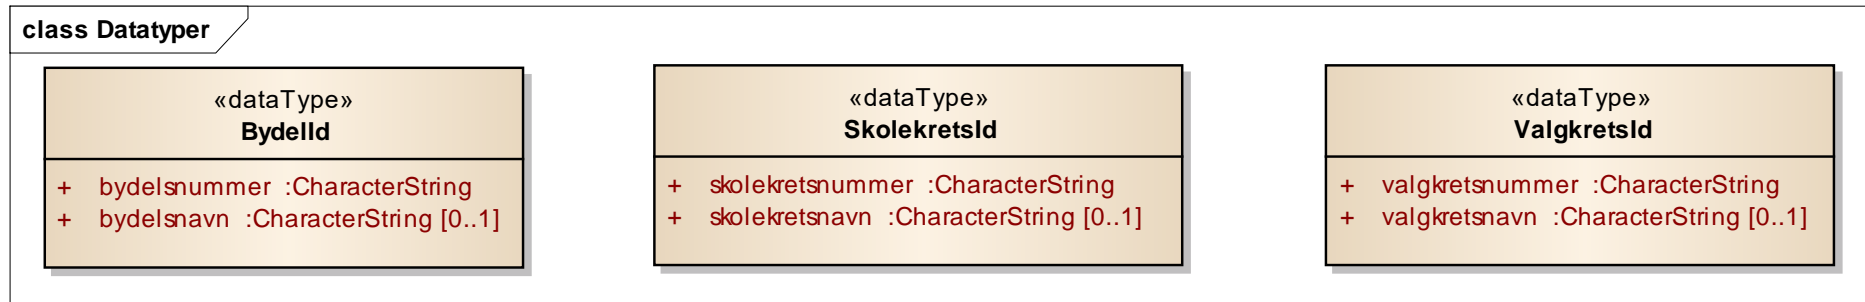 class Datatyper
«dataType»
BydelId
+ bydelsnummer :CharacterString
+ bydelsnavn :CharacterString [0..1]
«dataType»
SkolekretsId
+ skolekretsnummer :CharacterString
+ skolekretsnavn :CharacterString [0..1]
«dataType»
ValgkretsId
+ valgkretsnummer :CharacterString
+ valgkretsnavn :CharacterString [0..1]